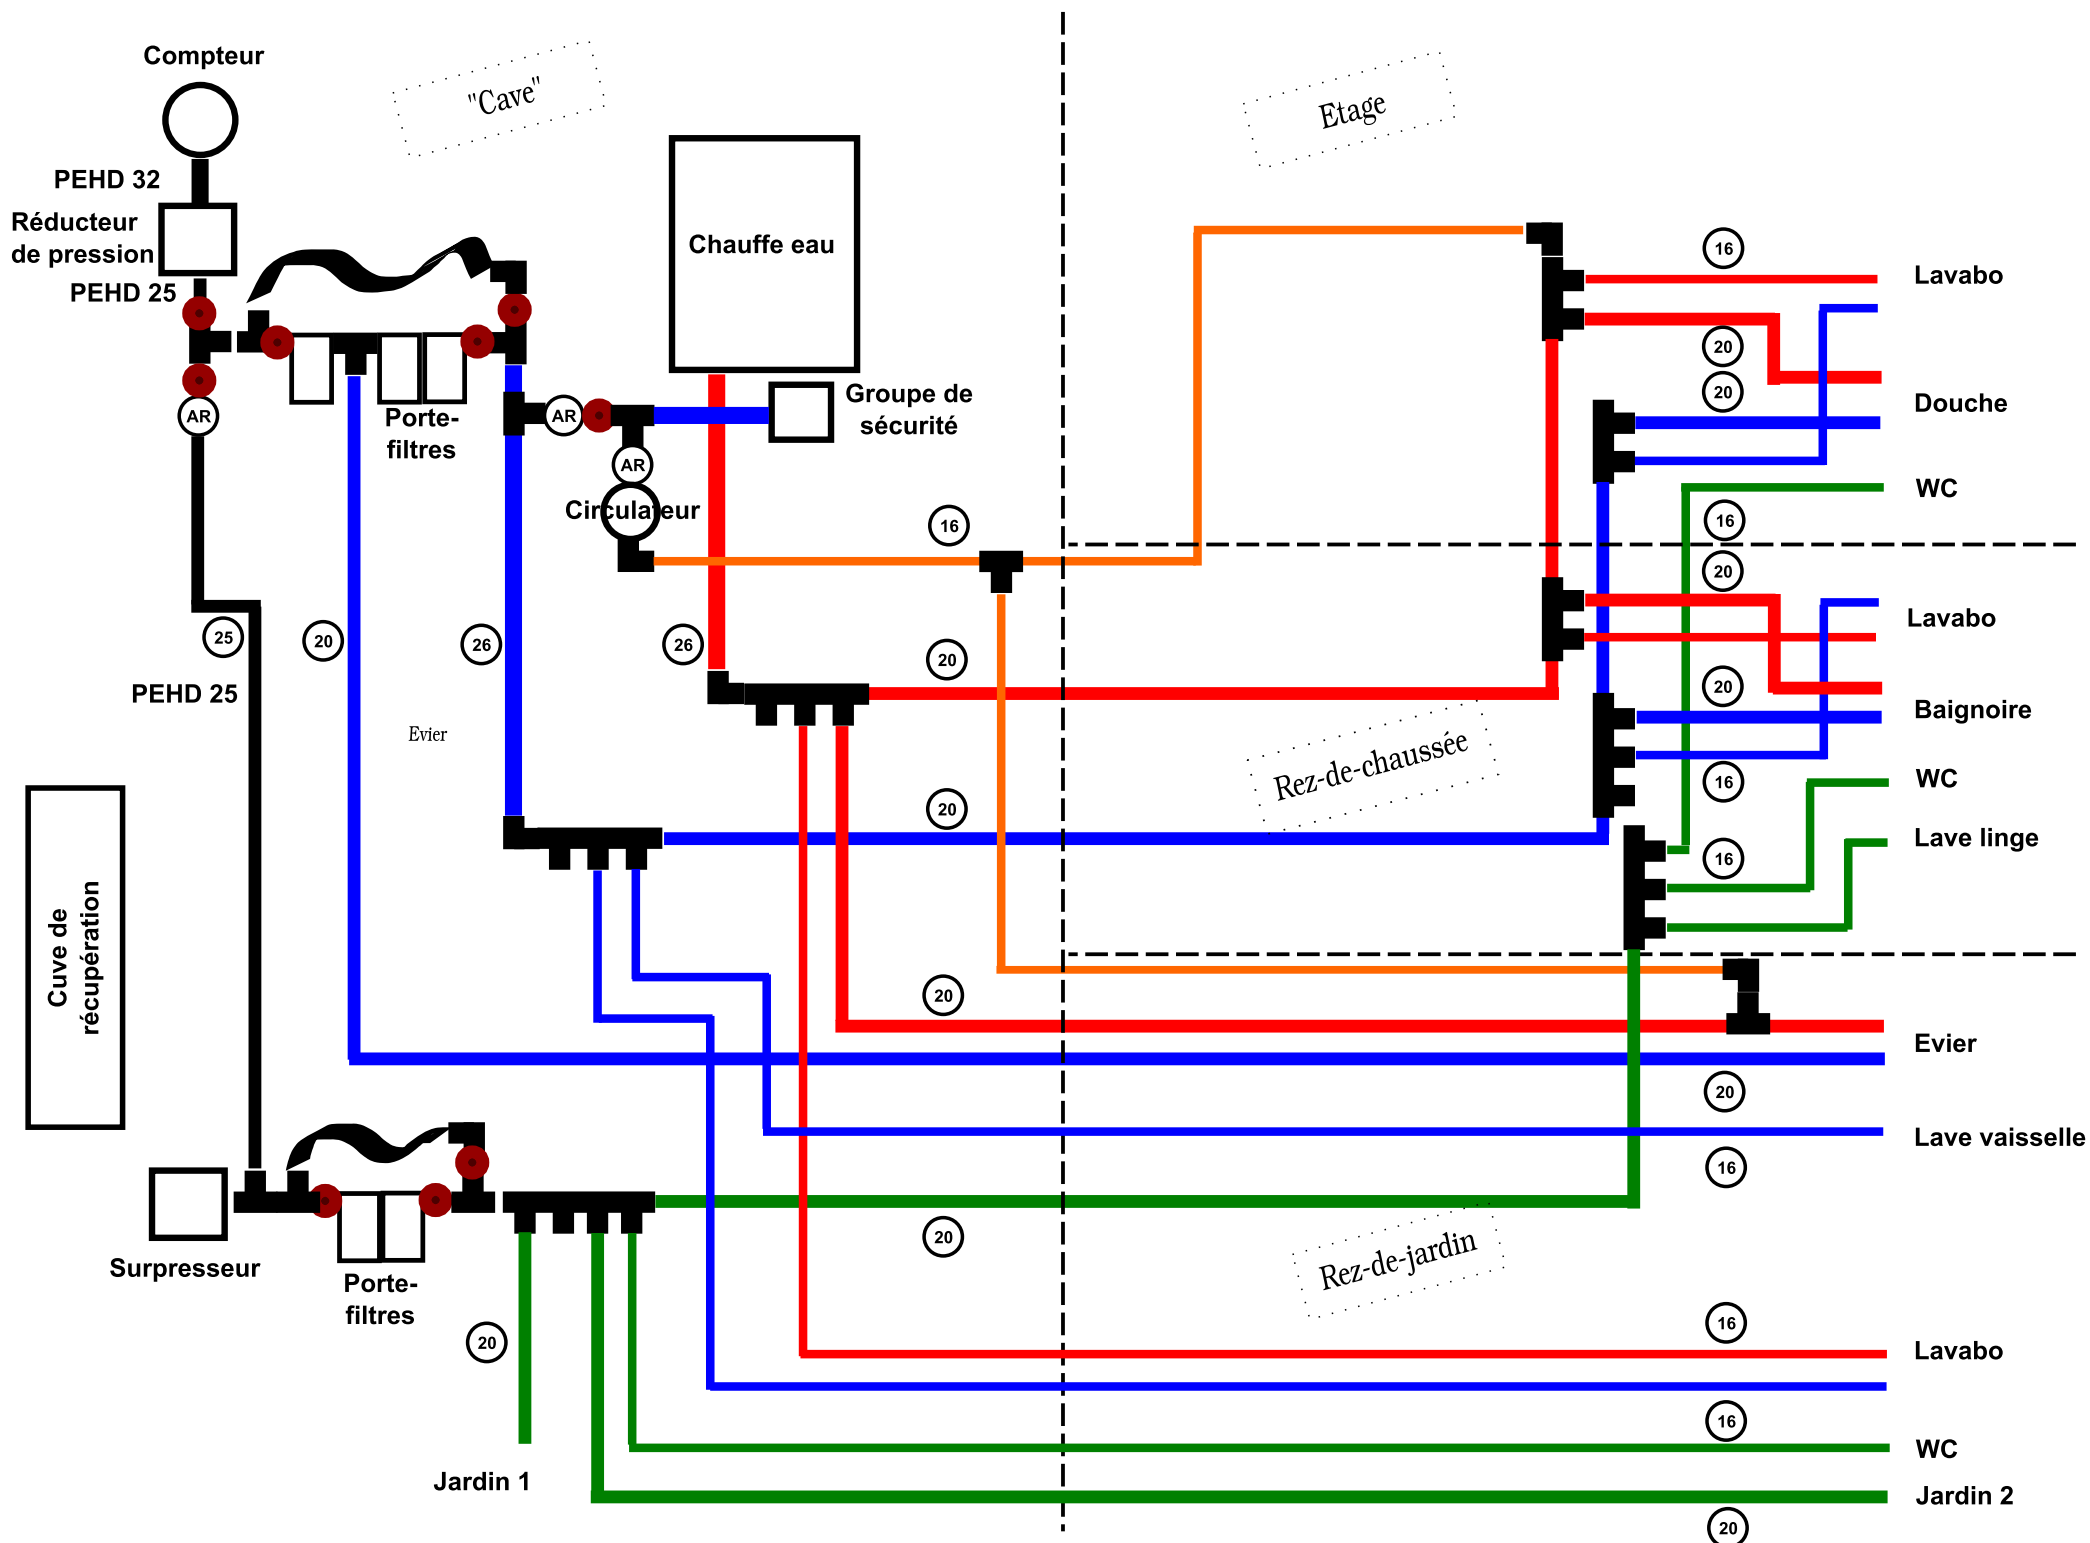 Compteur
"Cave"
Etage
PEHD 32
Réducteur
de pression
PEHD 25
Chauffe eau
16
Lavabo
20
20
Douche
AR
Porte-
filtres
AR
Groupe de
sécurité
AR
Circulateur
16
WC
16
20
25
20
26
26
20
Lavabo
PEHD 25
Evier
20
Baignoire
Rez-de-chaussée
20
16
WC
16
Lave linge
Cuve de
récupération
20
Evier
20
Lave vaisselle
16
Surpresseur
Porte-
filtres
20
Rez-de-jardin
20
16
Lavabo
16
WC
Jardin 1
Jardin 2
20